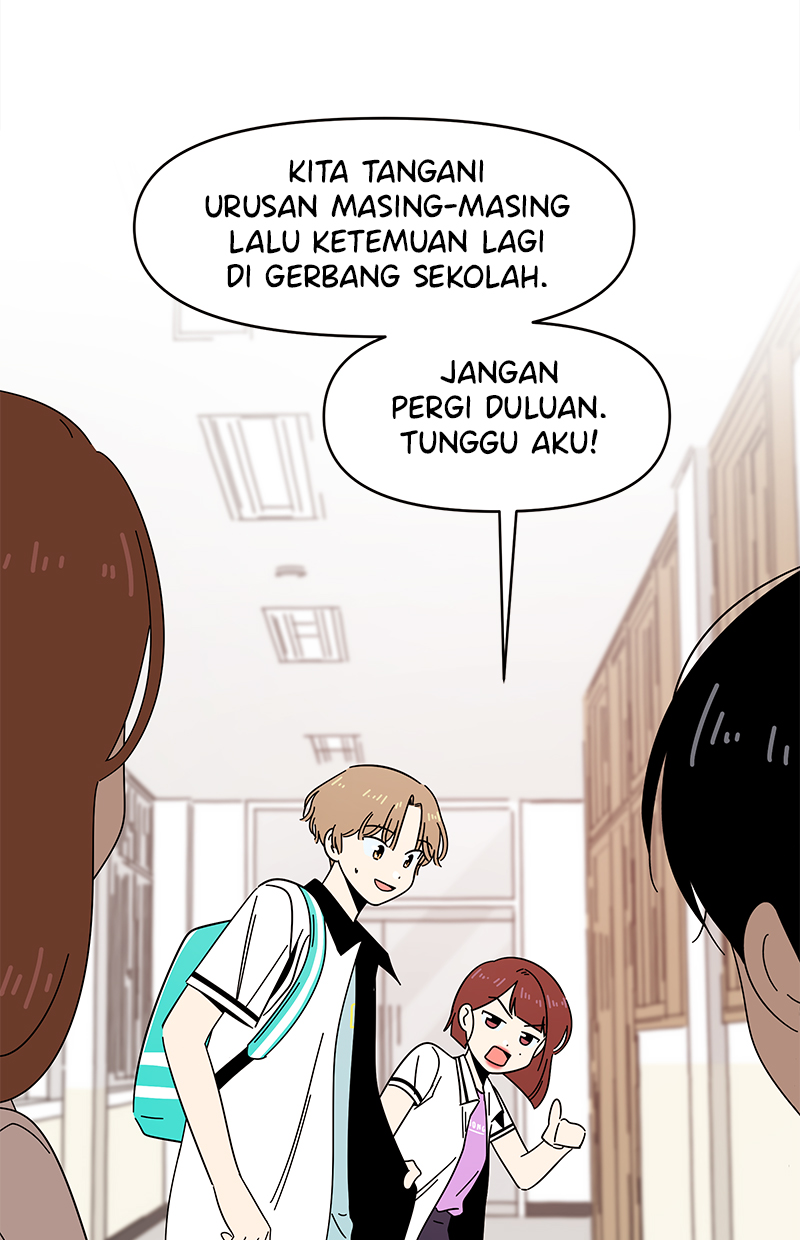 KITA TANGANI
URUSAN MASING-MASING
LALU KETEMUAN LAGI
DI GERBANG SEKOLAH.
JANGAN
PERGI DULUAN.
TUNGGU AKU!